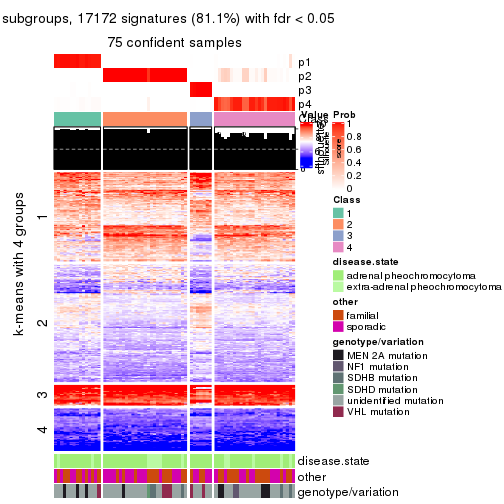 subgroups, 17172 signatures (81.1%) with fdr < 0.05
75 confident samples
p1
p2
p3
p4
Class
Value
Prob
1
0.8
0.6
0.4
0.2
0
score
Class
1
2
3
4
disease.state
adrenal pheochromocytoma
extra-adrenal pheochromocytoma
other
familial
sporadic
genotype/variation
MEN 2A mutation
NF1 mutation
SDHB mutation
SDHD mutation
unidentified mutation
VHL mutation
k-means with 4 groups
1
2
3
4
disease.state
other
genotype/variation